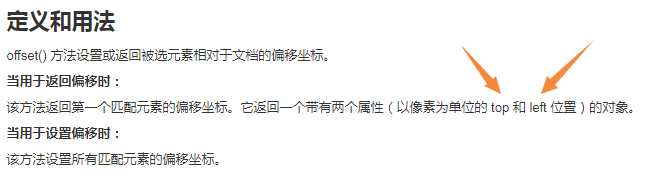 定义和用法
offset() 方法设置或返回被选元素相对于文档的偏移坐标。
当用于返回偏移时：
该方法返回第一个匹配元素的偏移坐标。它返回一个带有两个属性（以像素为单位的 top 和 left 位置）的对象。
当用于设置偏移时：
该方法设置所有匹配元素的偏移坐标。